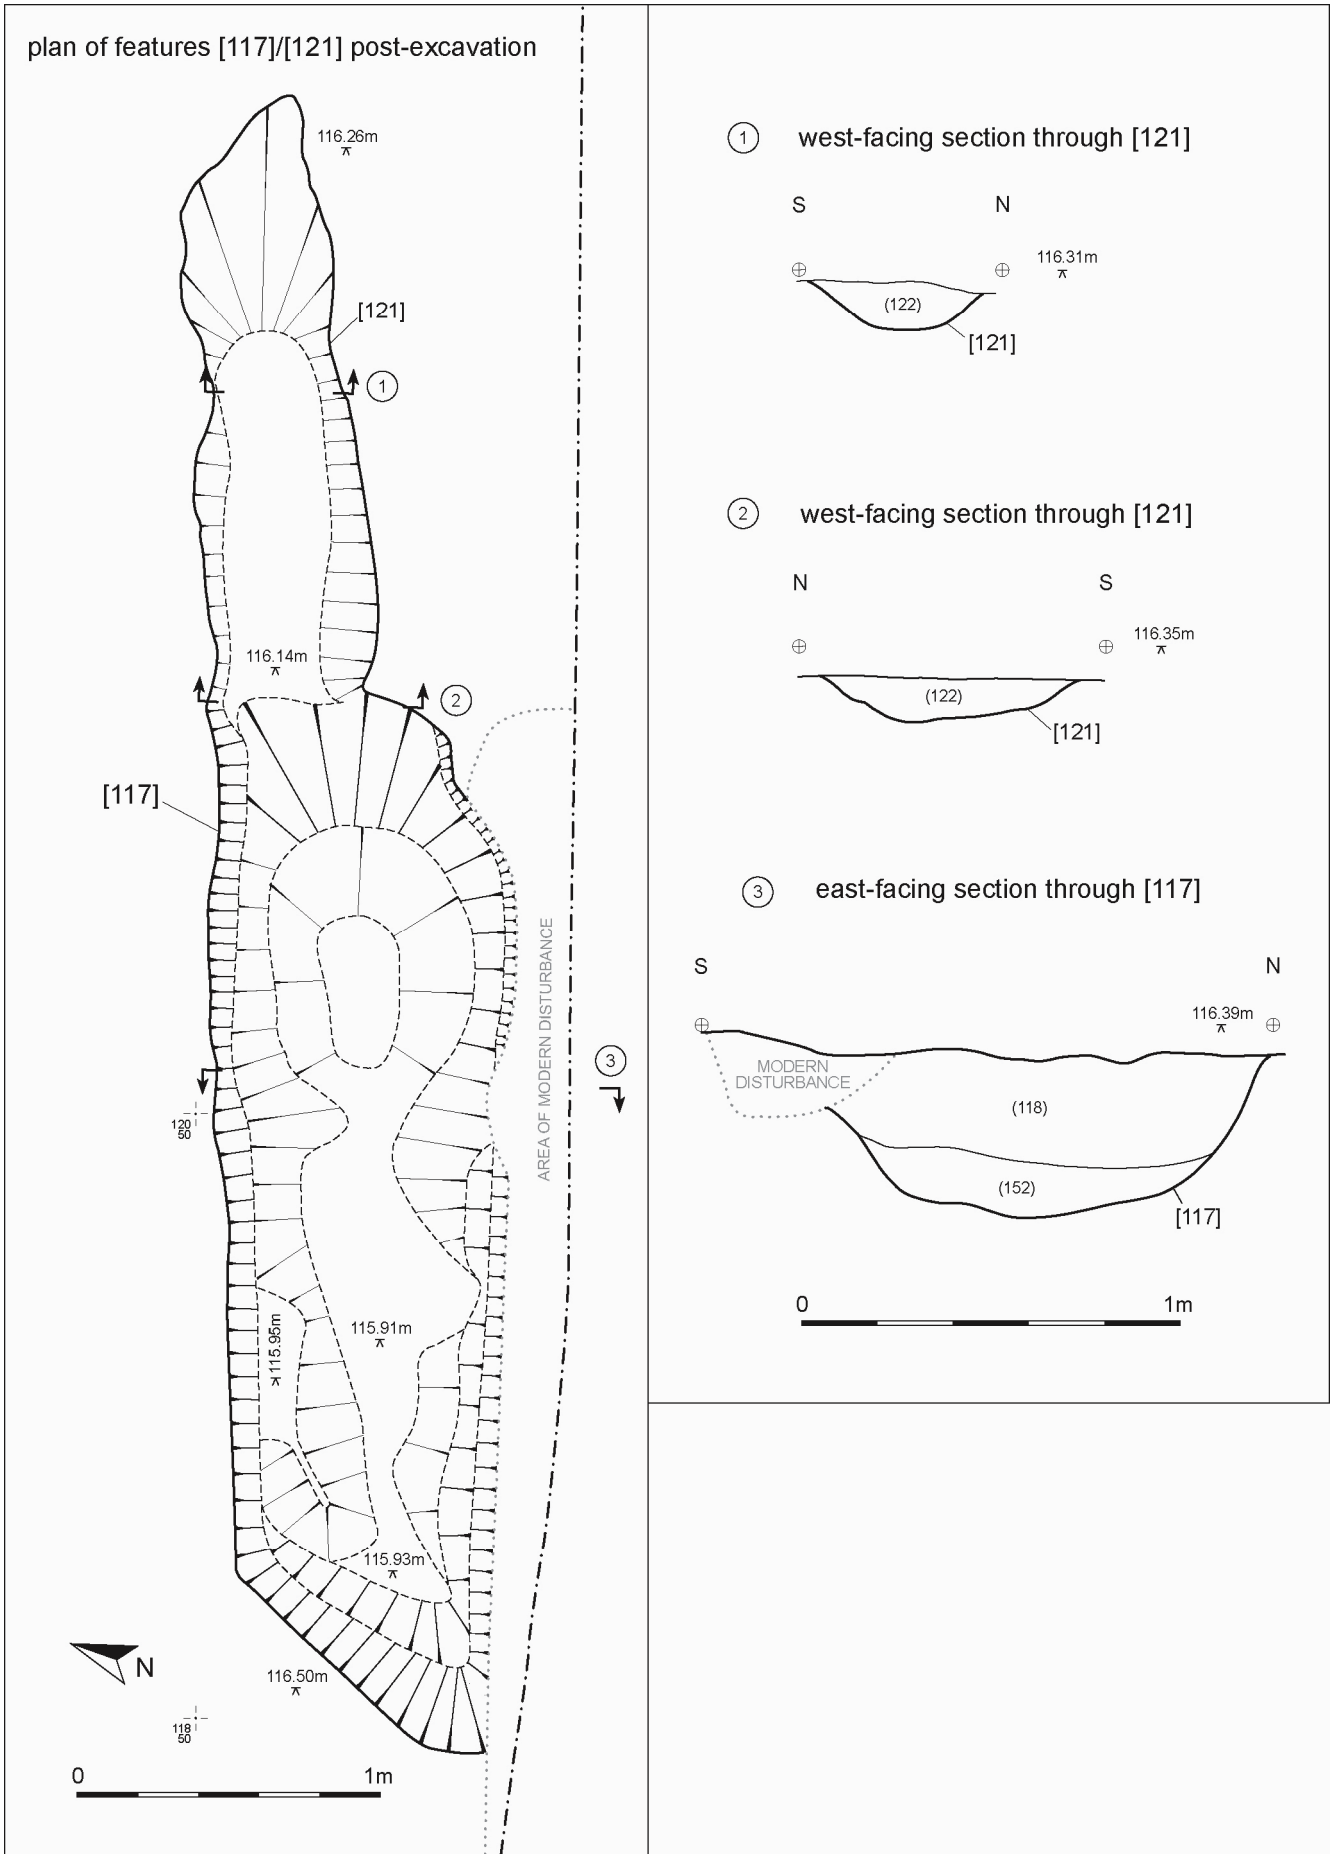 plan of features [117]/[121] post-excavation
116.26m
[121]
1
116.14m
2
[117]
AREA OF MODERN DISTURBANCE
3
120
50
115.95m
115.91m
115.93m
N
116.50m
118
50
0 1m
1 west-facing section through [121]
S N
116.31m
(122)
[121]
2 west-facing section through [121]
N S
116.35m
(122)
[121]
3 east-facing section through [117]
S N
116.39m
MODERN
DISTURBANCE
(118)
(152)
[117]
0 1m